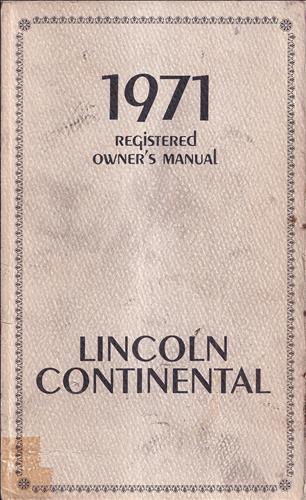 1971
REGISTERED
OWNER'S MANUAL
LINCOLN
CONTINENTAL